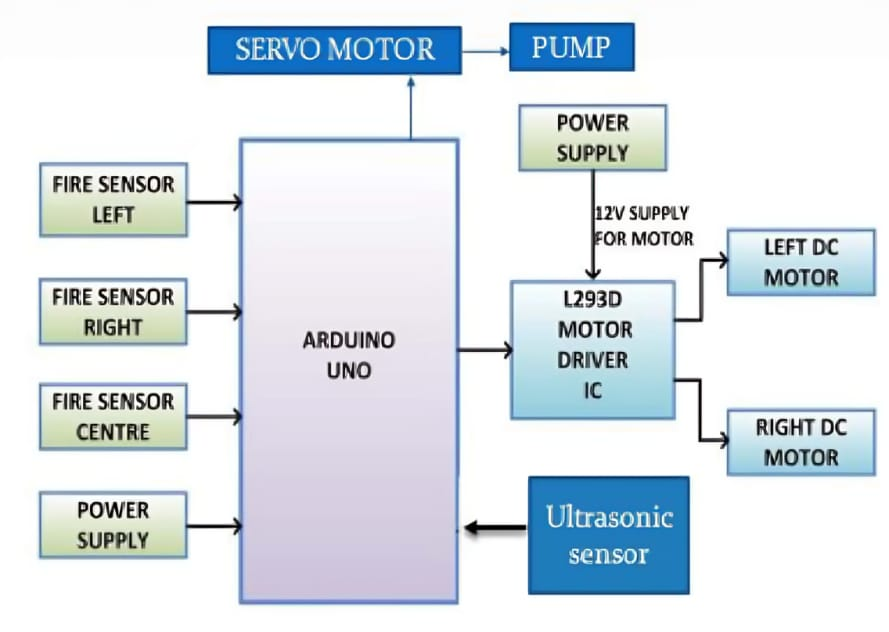 SERVO MOTOR
PUMP
POWER
SUPPLY
FIRE SENSOR
LEFT
12V SUPPLY
FOR MOTOR
LEFT DC
MOTOR
FIRE SENSOR
RIGHT
ARDUINO
UNO
L293D
MOTOR
DRIVER
IC
FIRE SENSOR
CENTRE
RIGHT DC
MOTOR
POWER
SUPPLY
Ultrasonic
sensor